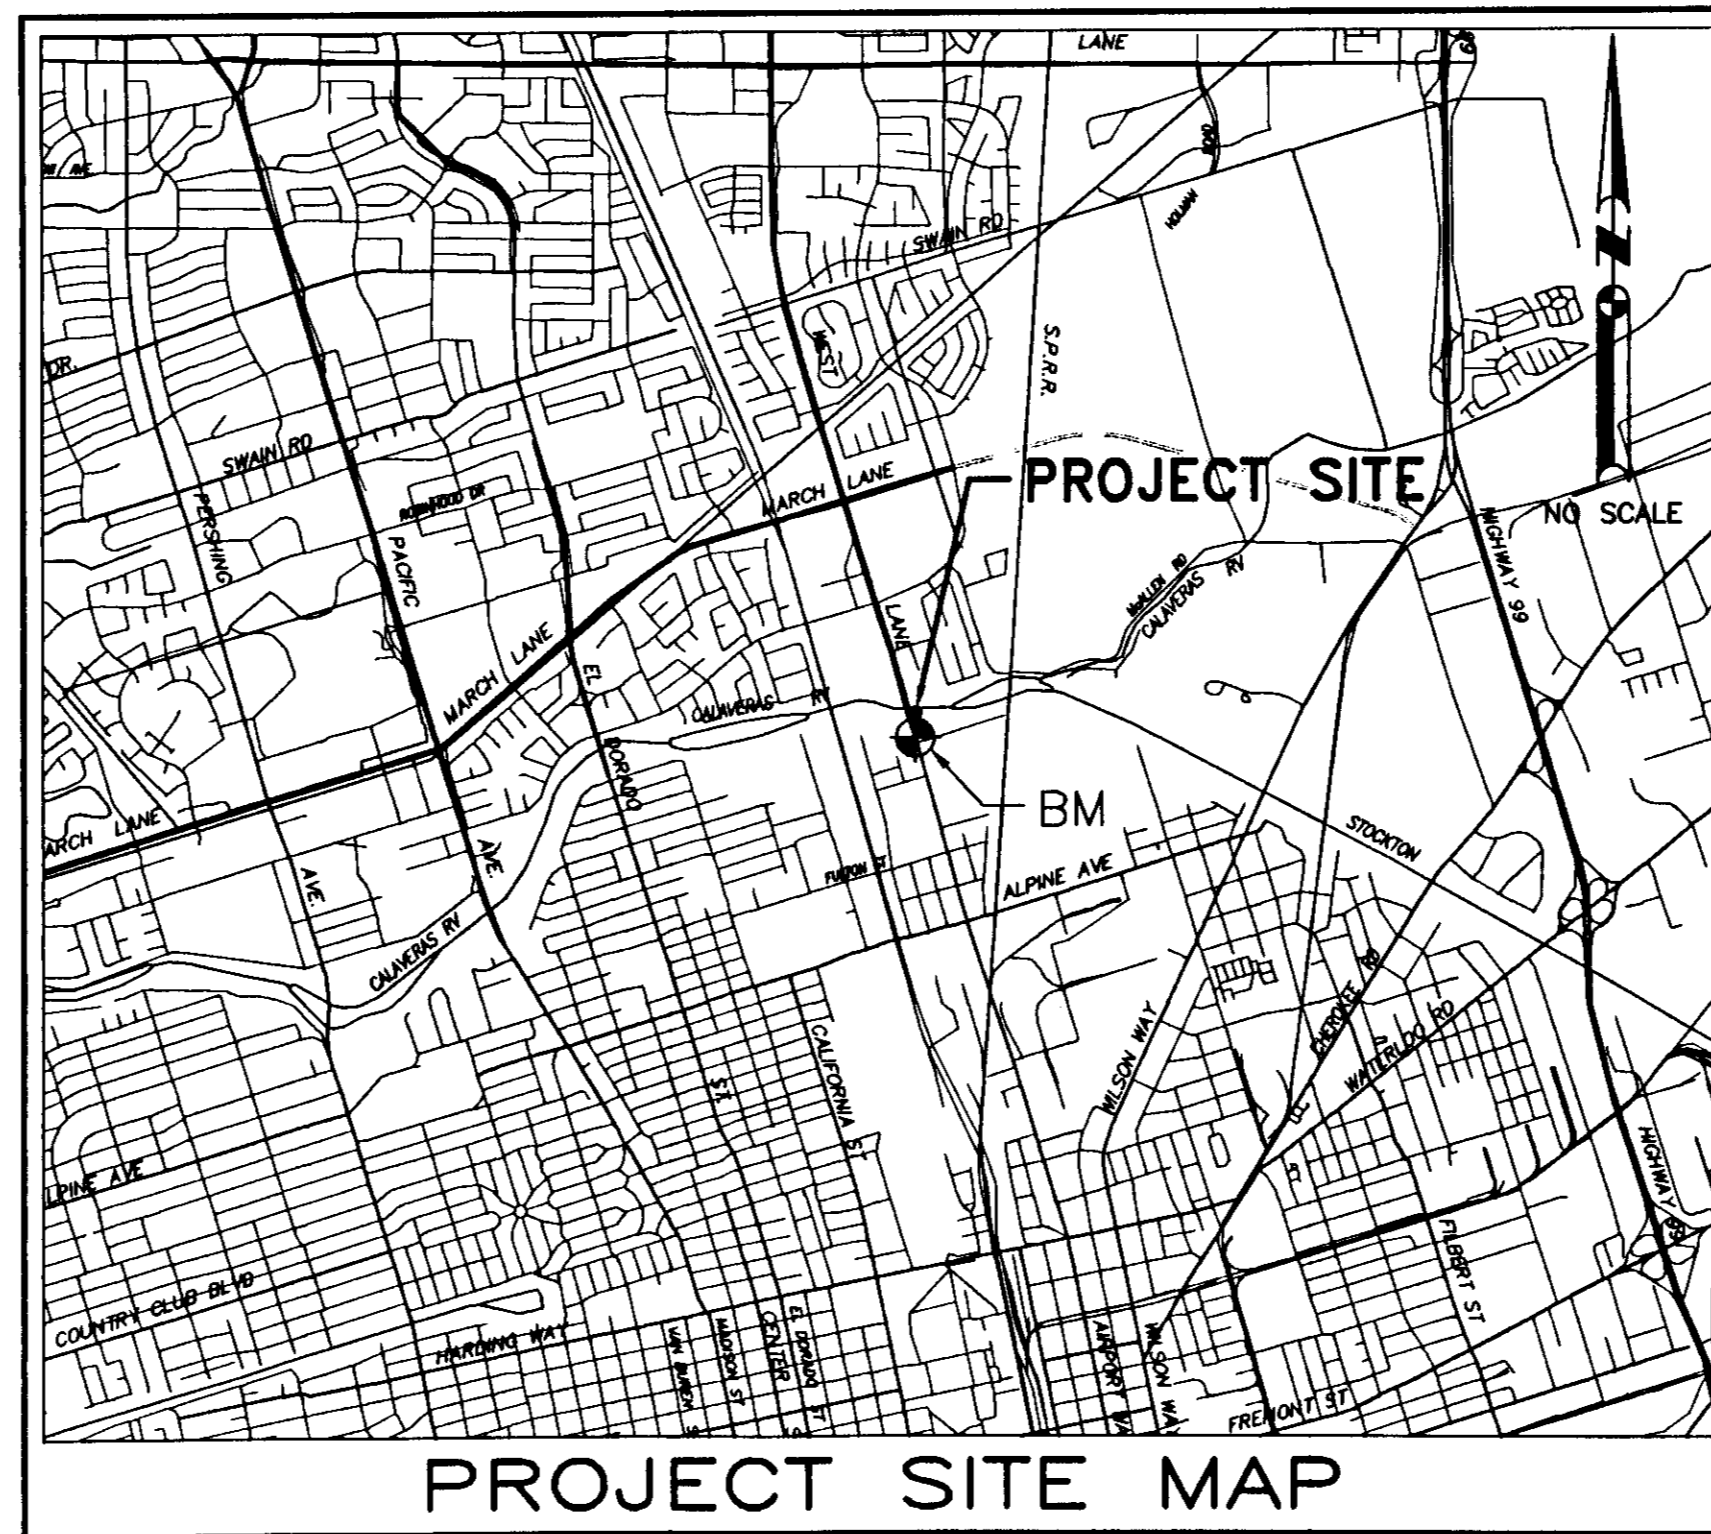 LANE
99
HOLMAN
ROAD
SWAIN RD
WEST
S.P.R.R.
DR.
SWAIN RD
ROBINHOOD DR
MARCH LANE
PROJECT SITE
NO SCALE
PERSHING
PACIFIC
HIGHWAY 99
McALLEN RD
CALAVERAS RV
LANE
MARCH LANE
EL
DORADO
CALAVERAS RV
BM
STOCKTON
ARCH LANE
AVE.
AVE.
FULTON ST
ALPINE AVE
CALAVERAS RV
CHEROKEE RD
WATERLOO RD
WILSON WAY
CALIFORNIA ST
ST.
LPINE AVE
HIGHWAY 99
FILBERT ST
COUNTRY CLUB BLVD
HARDING WAY
VAN BUREN S
MADISON ST
CENTER S
EL DORADO ST
AIRPORT WA
WILSON WAY
FREMONT ST
PROJECT SITE MAP